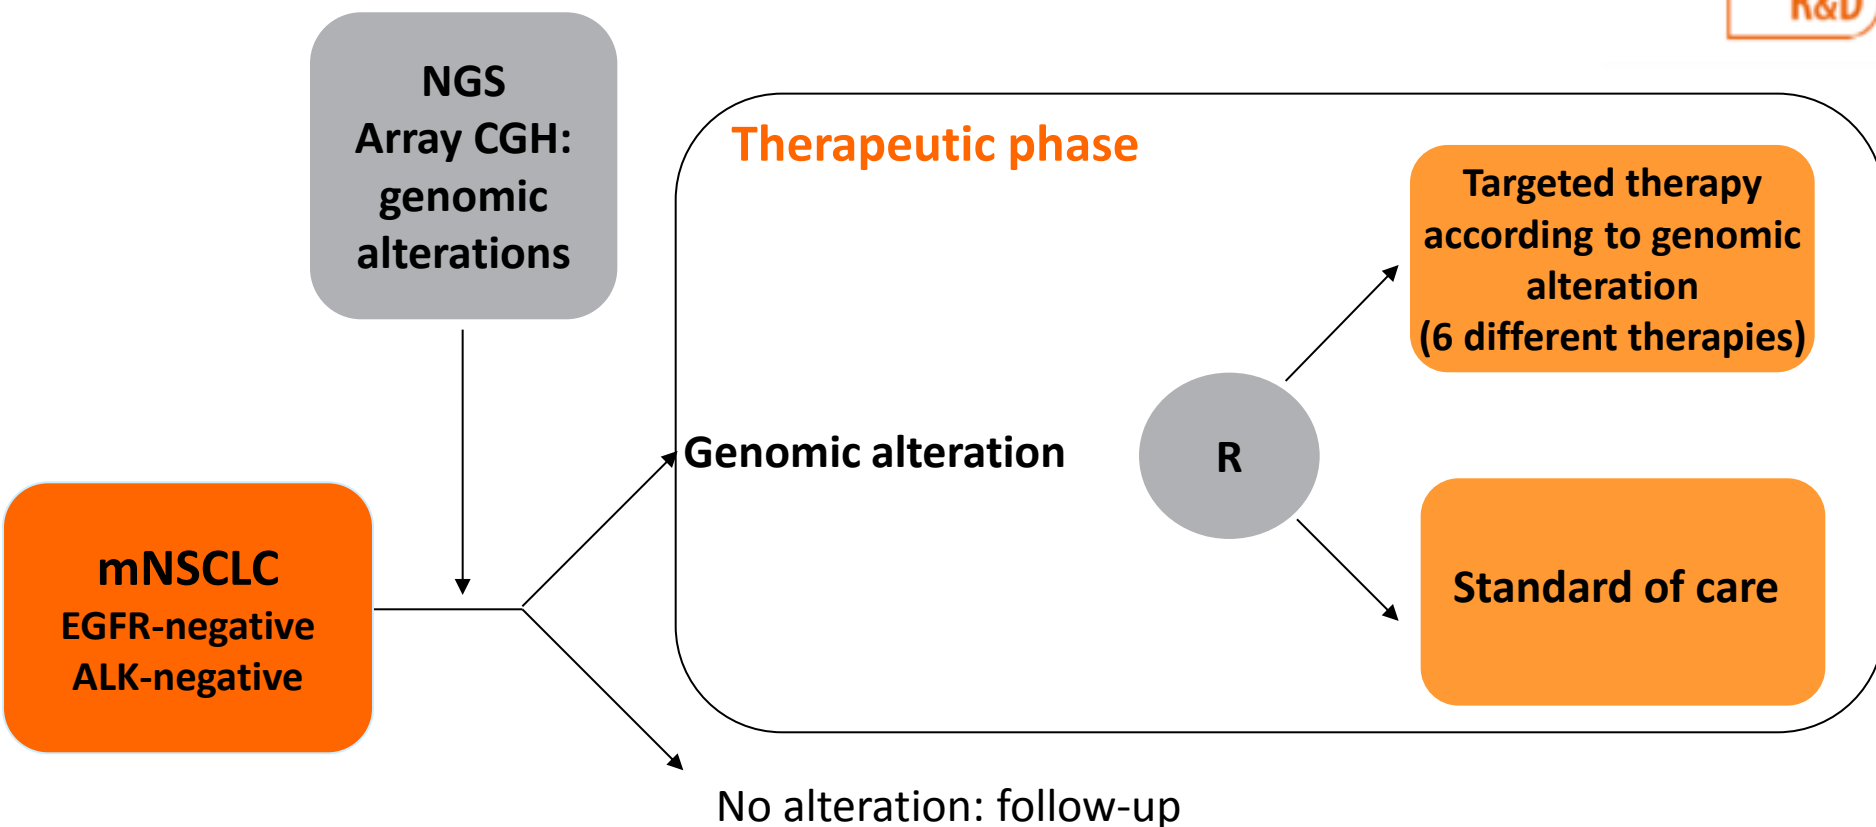 R&D
NGS
Array CGH:
genomic
alterations
Therapeutic phase
Targeted therapy
according to genomic
alteration
(6 different therapies)
Genomic alteration
R
mNSCLC
EGFR-negative
ALK-negative
Standard of care
No alteration: follow-up